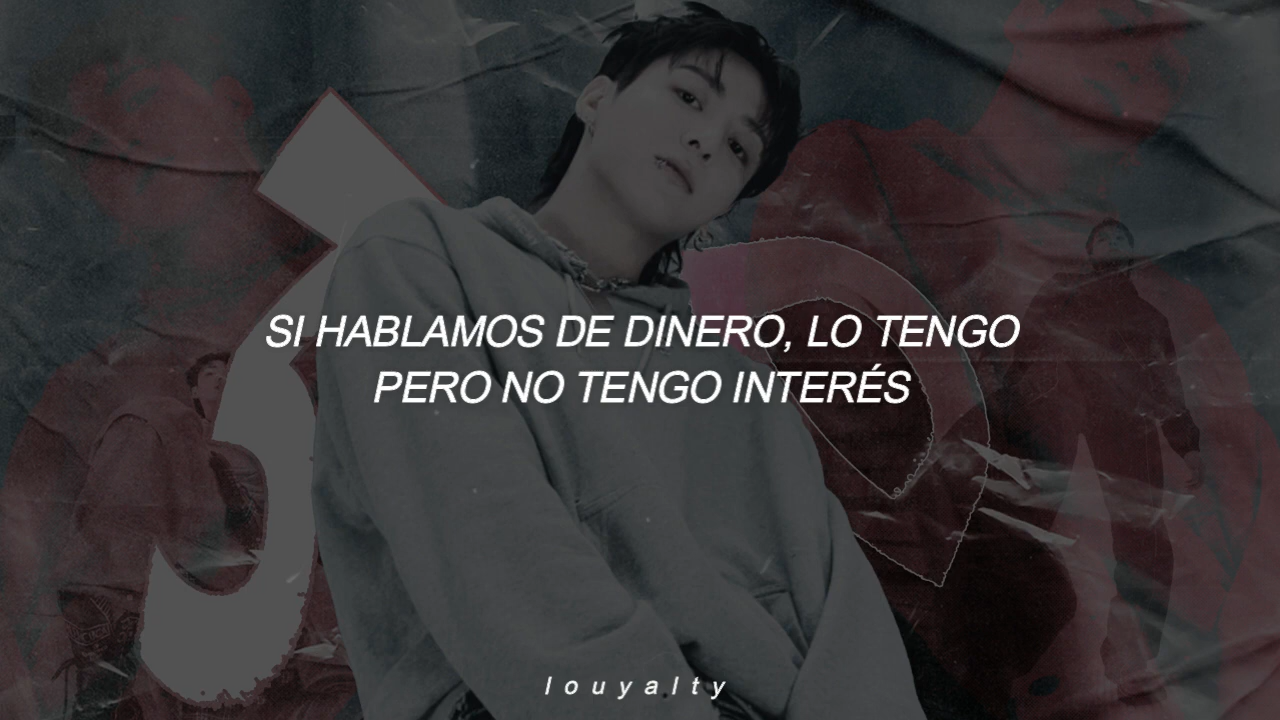 SI HABLAMOS DE DINERO, LO TENGO
PERO NO TENGO INTERÉS
louyalty